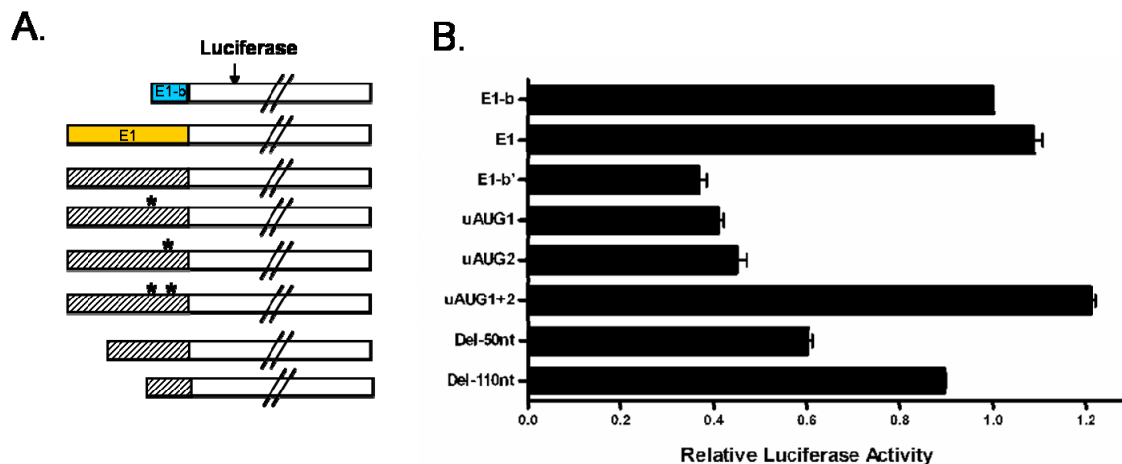 A.
Luciferase
E1-b
E1
*
*
* *
B.
E1-b
E1
E1-b'
uAUG1
uAUG2
uAUG1+2
Del-50nt
Del-110nt
0.0 0.2 0.4 0.6 0.8 1.0 1.2
Relative Luciferase Activity